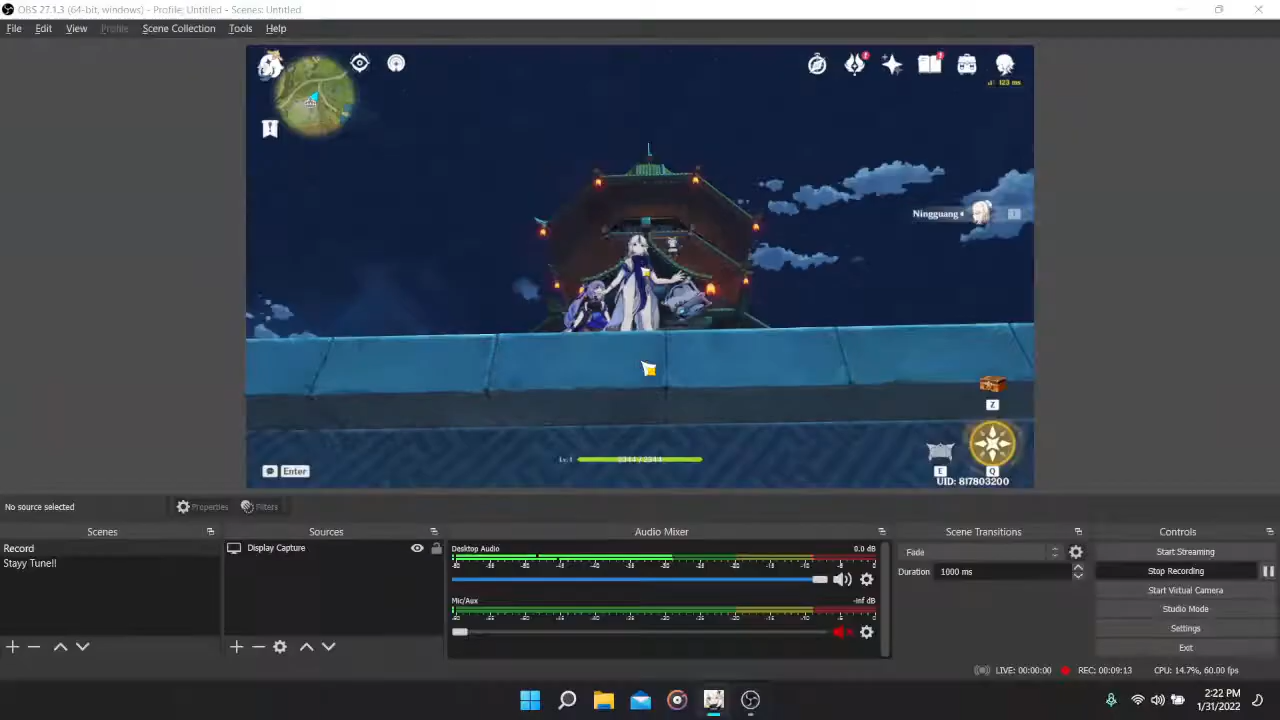 OBS 27.1.3 (64-bit, windows) - Profile: Untitled - Scenes: Untitled
File Edit View Profile Scene Collection Tools Help
123 ms
Ningguang
Z
Enter
E
Q
UID: 817803200
No source selected
Properties
Filters
Scenes
Record
Stayy Tunell
Sources
Display Capture
Audio Mixer
Desktop Audio
0.0 dB
Mic/Aux
-inf dB
Scene Transitions
Fade
Duration 1000 ms
Controls
Start Streaming
Stop Recording
Start Virtual Camera
Studio Mode
Settings
Exit
LIVE: 00:00:00 REC: 00:09:13 CPU: 14.7%, 60.00 fps
2:22 PM
1/31/2022